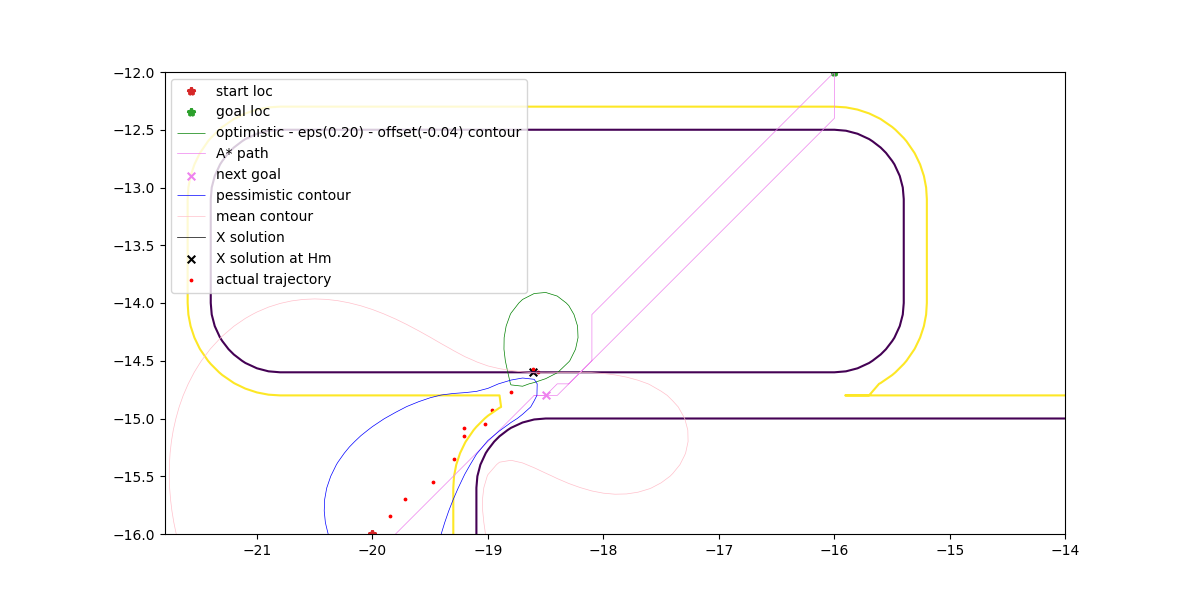 start loc
goal loc
optimistic - eps(0.20) - offset(-0.04) contour
A* path
next goal
pessimistic contour
mean contour
X solution
X solution at Hm
actual trajectory
−12.0
−12.5
−13.0
−13.5
−14.0
−14.5
−15.0
−15.5
−16.0
−21
−20
−19
−18
−17
−16
−15
−14